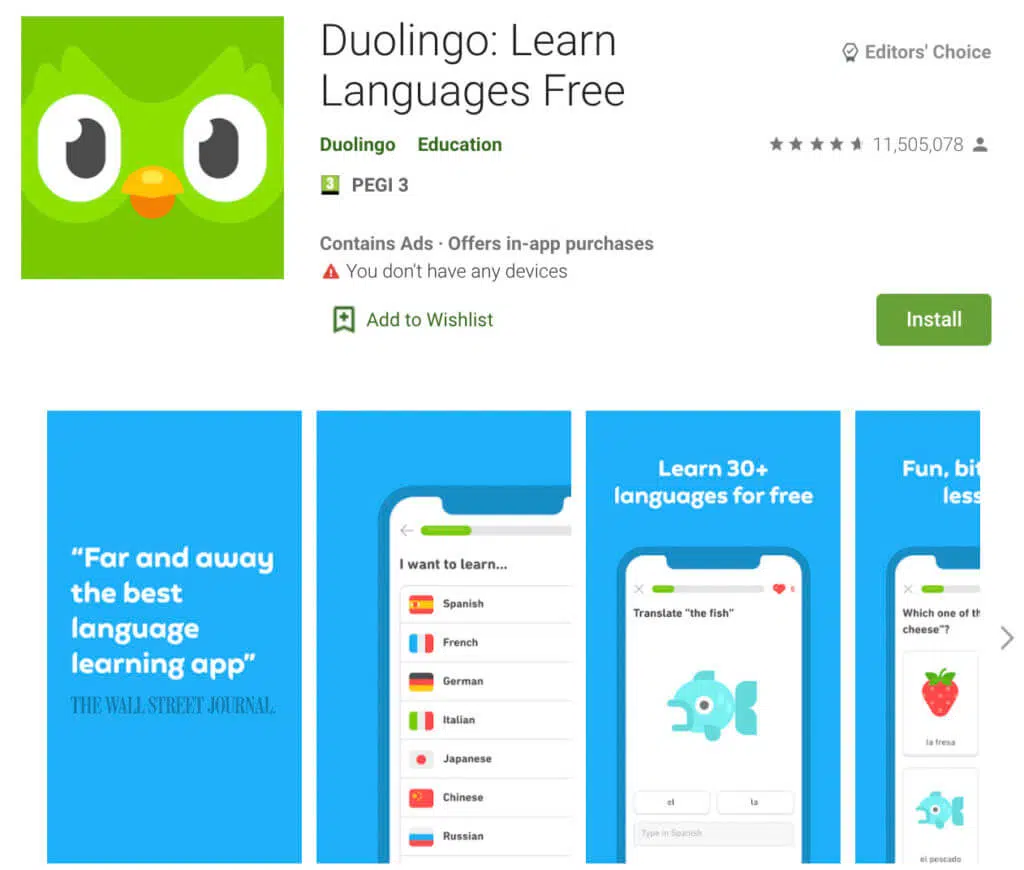 Duolingo: Learn
Languages Free
Editors' Choice
Duolingo Education
11,505,078
3 PEGI 3
Contains Ads · Offers in-app purchases
You don't have any devices
Add to Wishlist
Install
“Far and away
the best
language
learning app”
THE WALL STREET JOURNAL.
I want to learn...
Spanish
French
German
Italian
Japanese
Chinese
Russian
Learn 30+
languages for free
Translate "the fish"
el la
Type in Spanish
Fun, bit
less
Which one of th
cheese"?
la fresa
el pescado